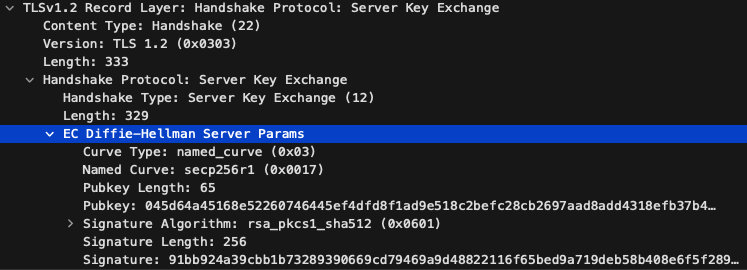 TLSv1.2 Record Layer: Handshake Protocol: Server Key Exchange
Content Type: Handshake (22)
Version: TLS 1.2 (0x0303)
Length: 333
Handshake Protocol: Server Key Exchange
Handshake Type: Server Key Exchange (12)
Length: 329
EC Diffie-Hellman Server Params
Curve Type: named_curve (0x03)
Named Curve: secp256r1 (0x0017)
Pubkey Length: 65
Pubkey: 045d64a45168e52260746445ef4dfd8f1ad9e518c2befc28cb2697aad8add4318efb37b4…
Signature Algorithm: rsa_pkcs1_sha512 (0x0601)
Signature Length: 256
Signature: 91bb924a39cbb1b73289390669cd79469a9d48822116f65bed9a719deb58b408e6f5f289…